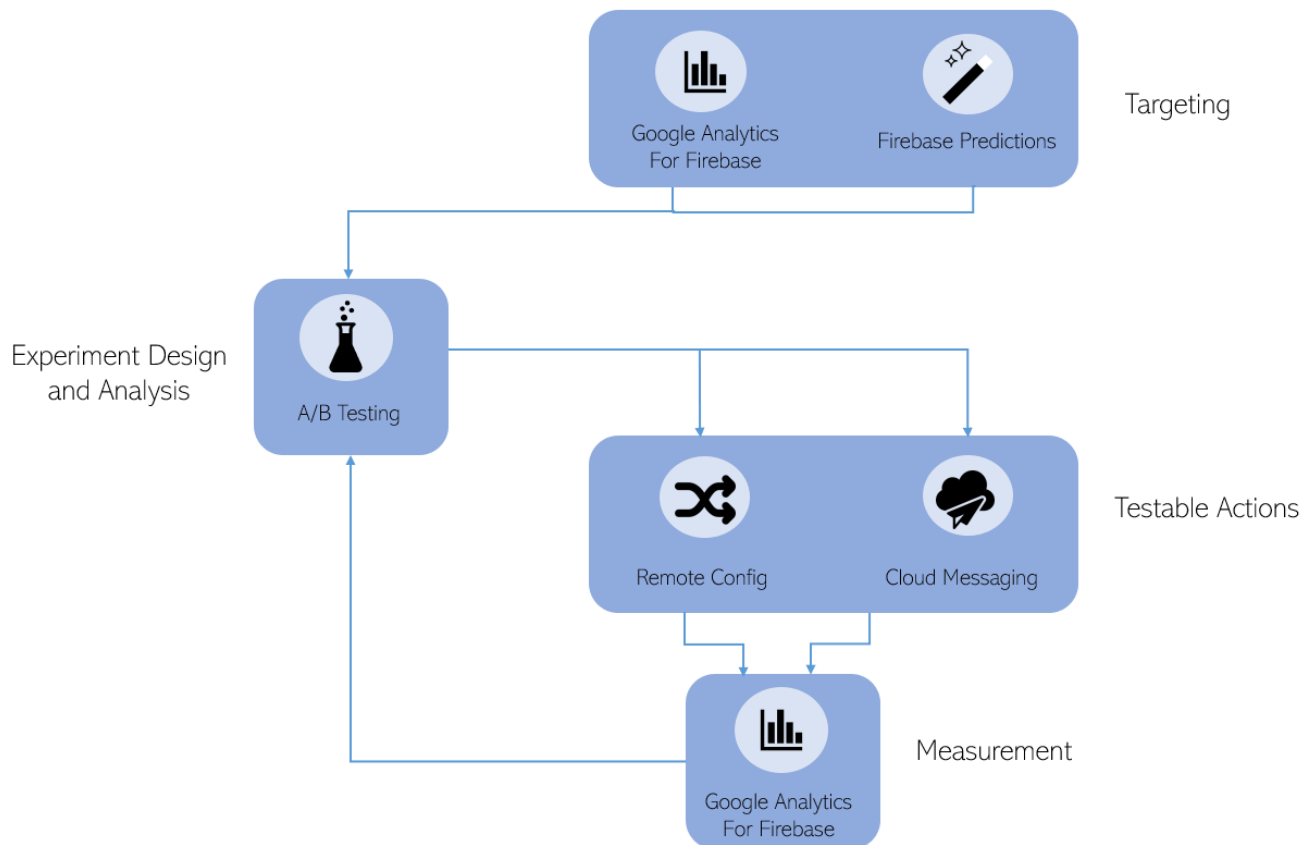 Google Analytics
For Firebase
Firebase Predictions
Targeting
Experiment Design
and Analysis
A/B Testing
Remote Config
Cloud Messaging
Testable Actions
Google Analytics
For Firebase
Measurement